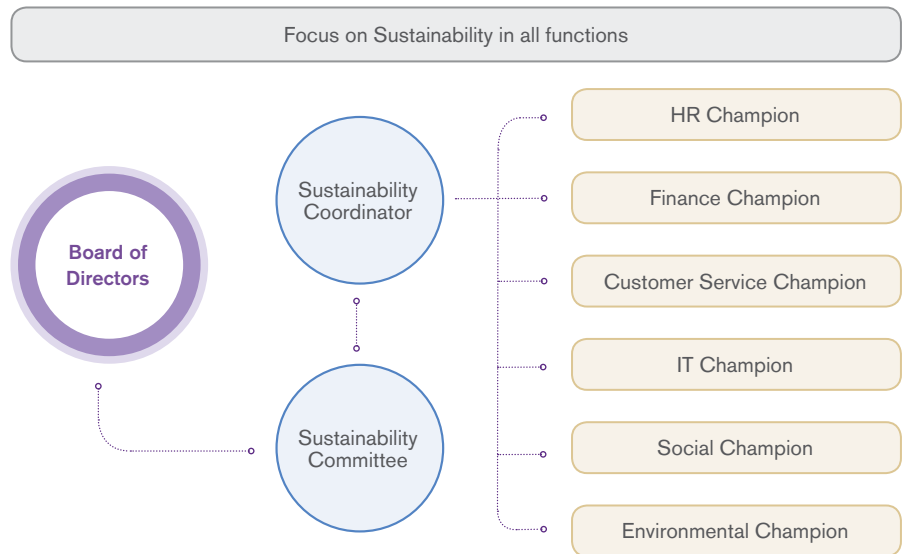 Focus on Sustainability in all functions
Board of
Directors
Sustainability
Coordinator
Sustainability
Committee
HR Champion
Finance Champion
Customer Service Champion
IT Champion
Social Champion
Environmental Champion